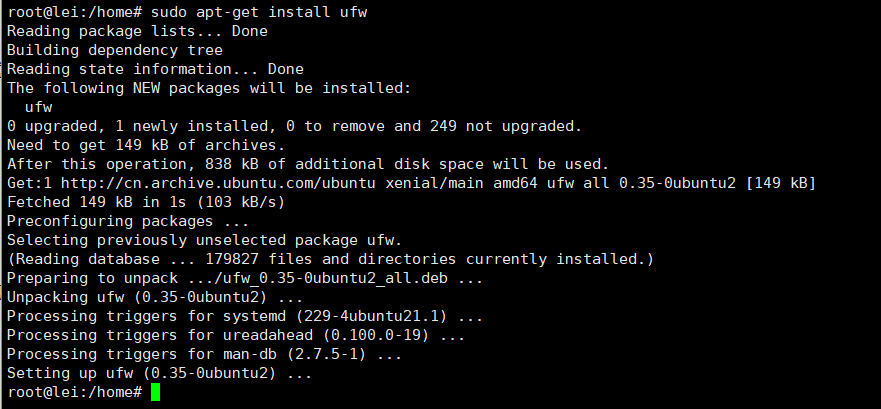 root@lei:/home# sudo apt-get install ufw
Reading package lists... Done
Building dependency tree
Reading state information... Done
The following NEW packages will be installed:
  ufw
0 upgraded, 1 newly installed, 0 to remove and 249 not upgraded.
Need to get 149 kB of archives.
After this operation, 838 kB of additional disk space will be used.
Get:1 http://cn.archive.ubuntu.com/ubuntu xenial/main amd64 ufw all 0.35-0ubuntu2 [149 kB]
Fetched 149 kB in 1s (103 kB/s)
Preconfiguring packages ...
Selecting previously unselected package ufw.
(Reading database ... 179827 files and directories currently installed.)
Preparing to unpack .../ufw_0.35-0ubuntu2_all.deb ...
Unpacking ufw (0.35-0ubuntu2) ...
Processing triggers for systemd (229-4ubuntu21.1) ...
Processing triggers for ureadahead (0.100.0-19) ...
Processing triggers for man-db (2.7.5-1) ...
Setting up ufw (0.35-0ubuntu2) ...
root@lei:/home#